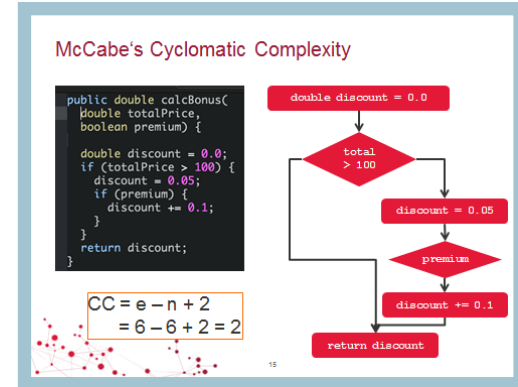 McCabe's Cyclomatic Complexity
public double calcBonus(
double totalPrice,
boolean premium) {
double discount = 0.0;
if (totalPrice > 100) {
discount = 0.05;
if (premium) {
discount += 0.1;
}
}
return discount;
}
CC = e – n + 2
= 6 – 6 + 2 = 2
double discount = 0.0
total
> 100
discount = 0.05
premium
discount += 0.1
return discount
15